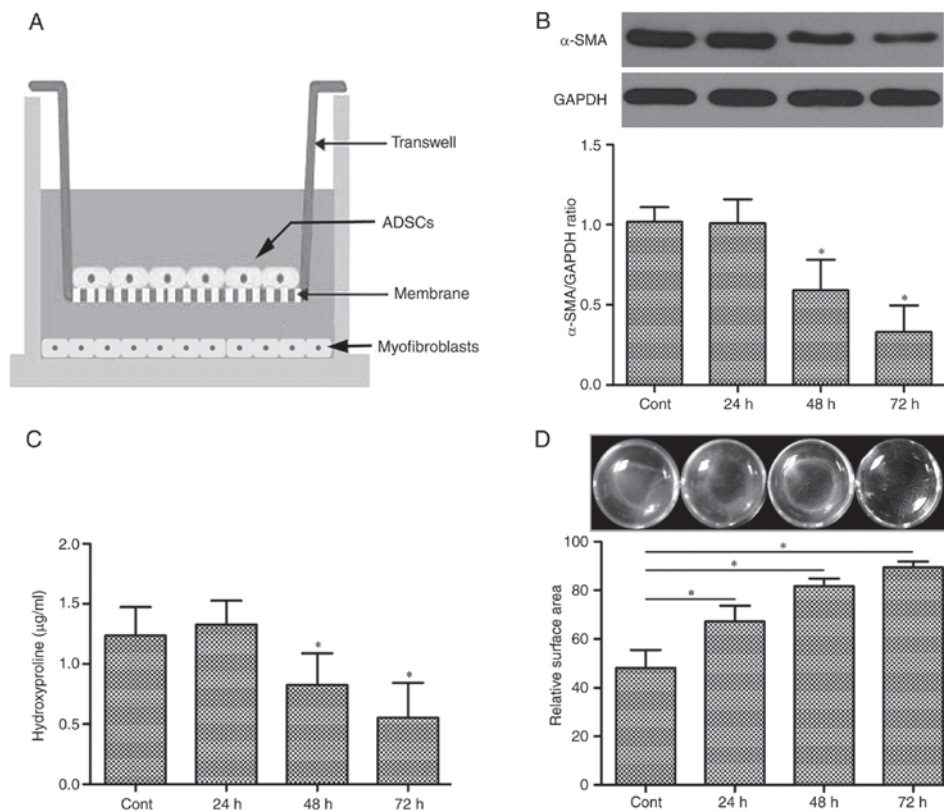 A
Transwell
ADSCs
Membrane
Myofibroblasts
B
α-SMA
GAPDH
α-SMA/GAPDH ratio
1.5
1.0
0.5
0.0
*
*
Cont 24 h 48 h 72 h
C
Hydroxyproline (μg/ml)
2.0
1.5
1.0
0.5
0.0
*
*
Cont 24 h 48 h 72 h
D
Relative surface area
100
80
60
40
20
0
*
*
*
Cont 24 h 48 h 72 h